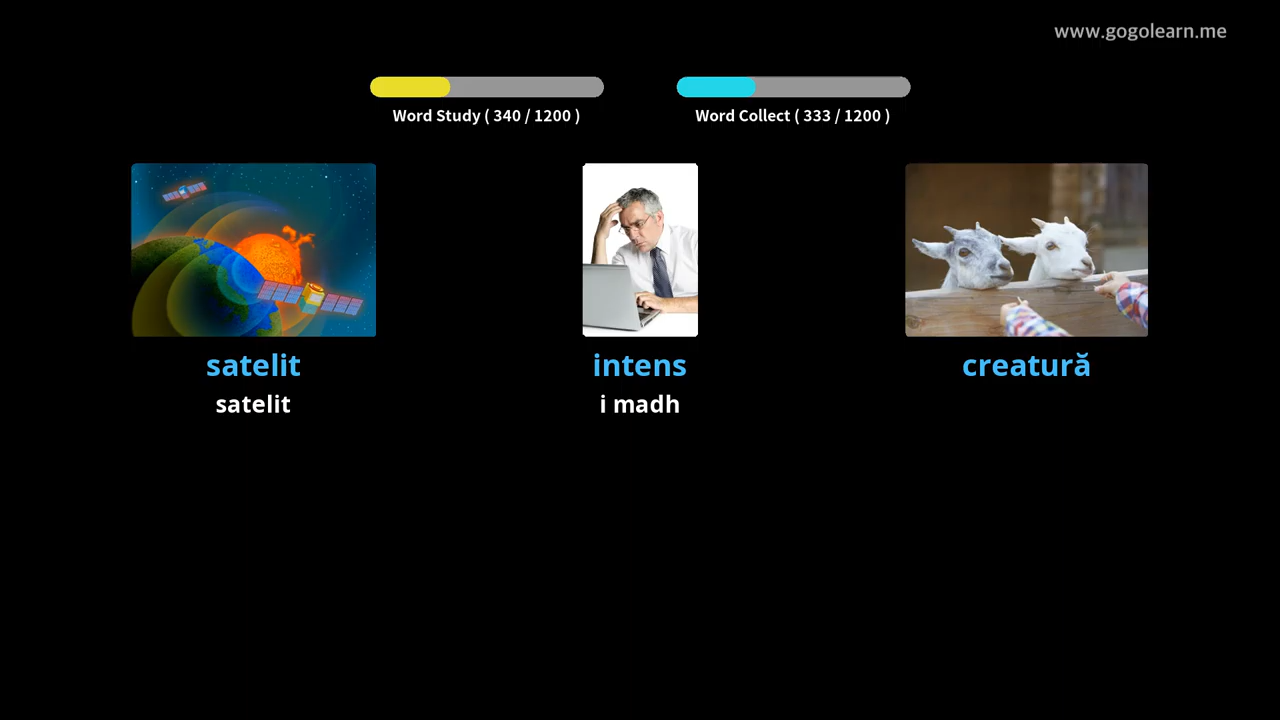 www.gogolearn.me
Word Study ( 340 / 1200 )
Word Collect ( 333 / 1200 )
satelit
satelit
intens
i madh
creatură